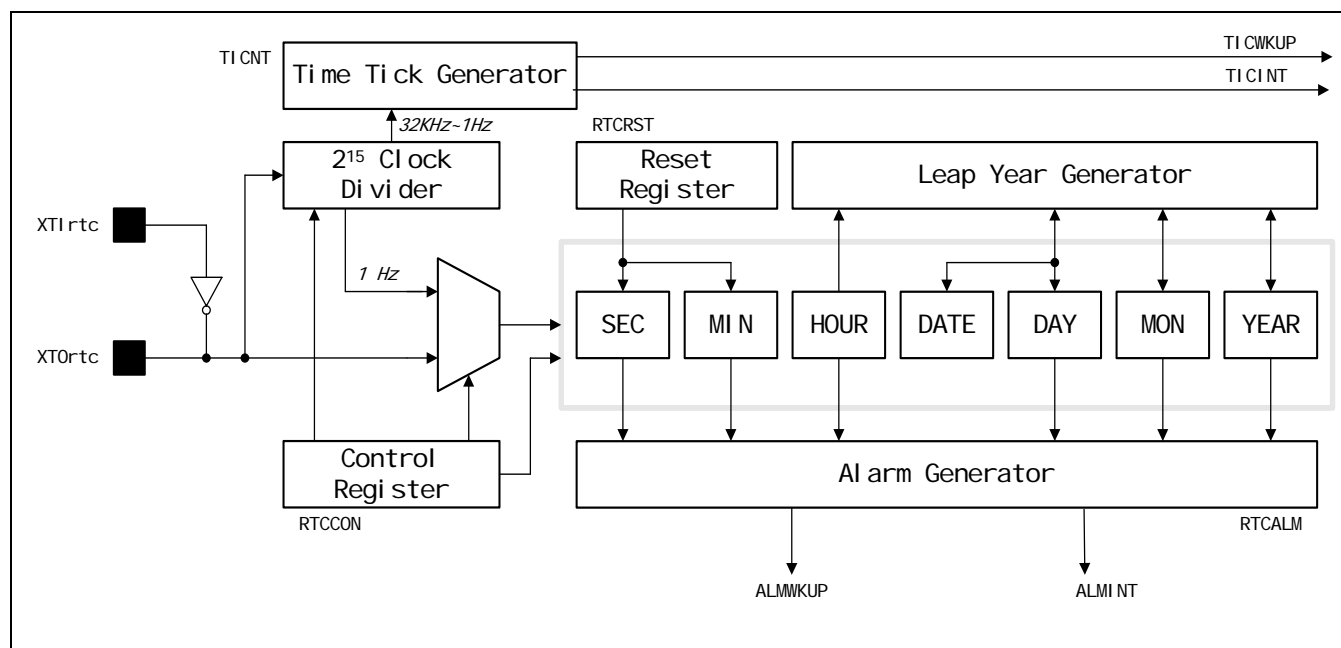 TICNT
Time Tick Generator
TICWKUP
TICINT
32KHz~1Hz
RTCRST
2¹⁵ Clock
Divider
Reset
Register
Leap Year Generator
XTIrtc
1 Hz
SEC
MIN
HOUR
DATE
DAY
MON
YEAR
XTOrtc
Control
Register
Alarm Generator
RTCCON
RTCALM
ALMWKUP
ALMINT